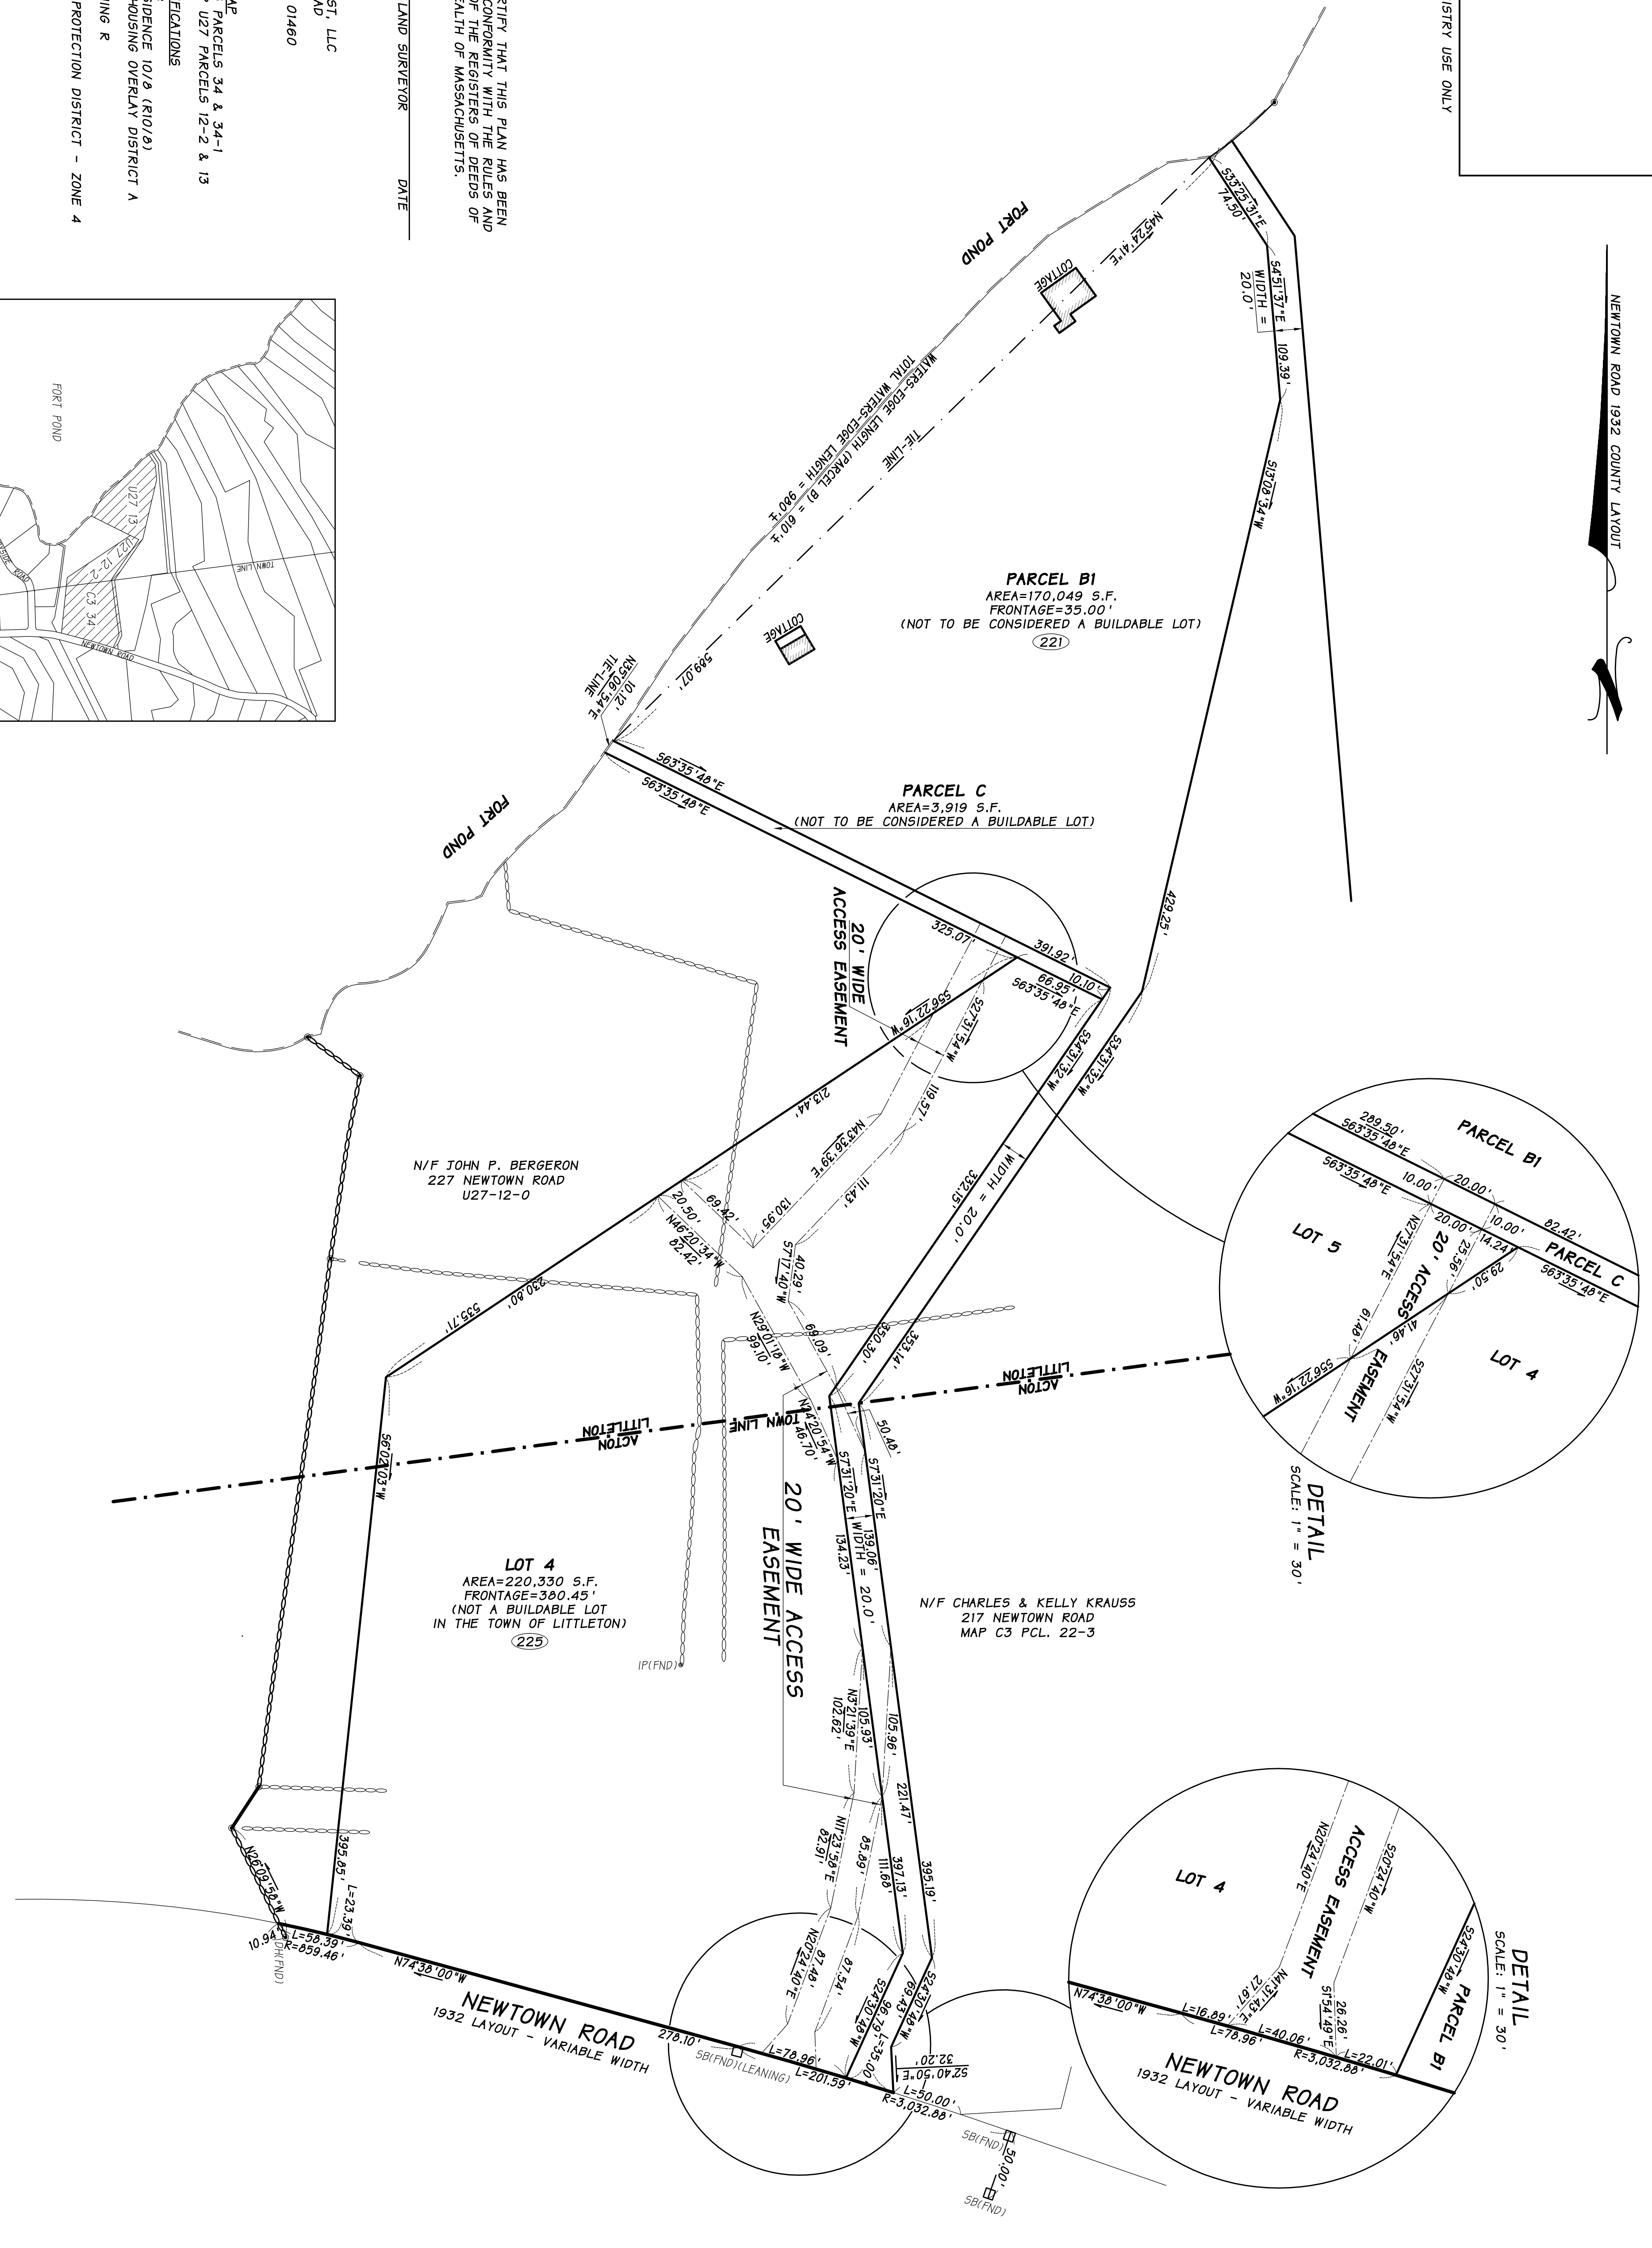 ISTRY USE ONLY
NEWTOWN ROAD 1932 COUNTY LAYOUT
N
RTIFY THAT THIS PLAN HAS BEEN
CONFORMITY WITH THE RULES AND
OF THE REGISTERS OF DEEDS OF
EALTH OF MASSACHUSETTS.
LAND SURVEYOR DATE
ST, LLC
AD
01460
AP
PARCELS 34 & 34-1
P U27 PARCELS 12-2 & 13
IFICATIONS
SIDENCE 10/8 (R10/8)
HOUSING OVERLAY DISTRICT A
ING R
PROTECTION DISTRICT - ZONE 4
FORT POND
U27 13
U27 12-2
C3 34
TOWN LINE
NEWTOWN ROAD
ROAD
FORT POND
COTTAGE
N45°24'41"E
S33°25'31"E
74.50'
S4°51'37"E
109.39'
WIDTH =
20.0'
S13°08'34"W
429.25'
WATERS-EDGE LENGTH (PARCEL B) = 610'±
TOTAL WATERS-EDGE LENGTH = 980'±
TIE-LINE
589.07'
COTTAGE
PARCEL B1
AREA=170,049 S.F.
FRONTAGE=35.00'
(NOT TO BE CONSIDERED A BUILDABLE LOT)
221
N35°06'54"E
10.12'
TIE-LINE
S63°35'48"E
S63°35'48"E
PARCEL C
AREA=3,919 S.F.
(NOT TO BE CONSIDERED A BUILDABLE LOT)
FORT POND
20' WIDE
ACCESS EASEMENT
325.07'
391.92'
10.10'
66.95'
S63°35'48"E
S56°22'16"W
S27°31'54"W
S34°31'32"W
S34°31'32"W
119.57'
213.44'
N43°36'39"E
111.43'
130.95'
332.15'
WIDTH = 20.0'
N/F JOHN P. BERGERON
227 NEWTOWN ROAD
U27-12-0
20.50'
69.42'
N46°20'34"W
82.42'
40.29'
S7°17'40"W
N29°01'18"W
99.10'
69.09'
230.80'
535.71'
350.30'
353.14'
ACTON
LITTLETON
ACTON
LITTLETON
TOWN LINE
N24°20'54"W
46.70'
50.48'
S6°02'03"W
S7°31'20"E
S7°31'20"E
139.06'
134.23'
WIDTH = 20.0'
20' WIDE ACCESS
EASEMENT
LOT 4
AREA=220,330 S.F.
FRONTAGE=380.45'
(NOT A BUILDABLE LOT
IN THE TOWN OF LITTLETON)
225
N/F CHARLES & KELLY KRAUSS
217 NEWTOWN ROAD
MAP C3 PCL. 22-3
IP(FND)
N3°21'39"E
102.62'
105.93'
105.96'
221.47'
N11°23'58"E
82.91'
85.89'
111.68'
397.13'
395.19'
395.85'
L=23.39'
N26°09'58"W
10.94'
DH(FND)
L=58.39'
R=859.46'
N74°38'00"W
NEWTOWN ROAD
1932 LAYOUT - VARIABLE WIDTH
278.10'
SB(FND)(LEANING)
N20°24'40"E
87.48'
87.54'
S24°30'48"W
96.79'
S24°30'48"W
69.43'
L=78.96'
L=201.59'
L=35.00'
S2°40'50"E
32.20'
L=50.00'
R=3,032.88'
SB(FND)
50.00'
SB(FND)
PARCEL B1
289.50'
S63°35'48"E
S63°35'48"E
10.00'
20.00'
82.42'
20.00'
10.00'
14.24'
PARCEL C
S63°35'48"E
LOT 5
N27°31'54"E
20' ACCESS
EASEMENT
25.56'
29.50'
61.48'
41.46'
S56°22'16"W
S27°31'54"W
LOT 4
DETAIL
SCALE: 1" = 30'
LOT 4
N20°24'40"E
ACCESS EASEMENT
S20°24'40"W
S24°30'48"W
PARCEL B1
N74°38'00"W
L=16.89'
N41°31'43"E
27.67'
S1°54'49"E
26.26'
L=78.96'
L=40.06'
L=22.01'
R=3,032.88'
NEWTOWN ROAD
1932 LAYOUT - VARIABLE WIDTH
DETAIL
SCALE: 1" = 30'